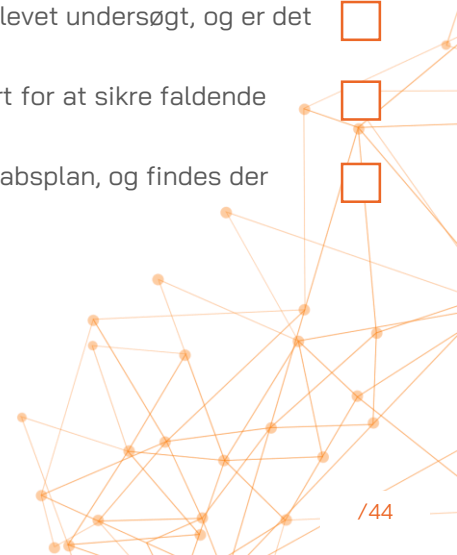 levet undersøgt, og er det
rt for at sikre faldende
absplan, og findes der
/44